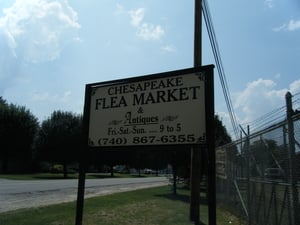 CHESAPEAKE
FLEA MARKET
&
Antiques
Fri.-Sat.-Sun. .... 9 to 5
(740) 867-6355